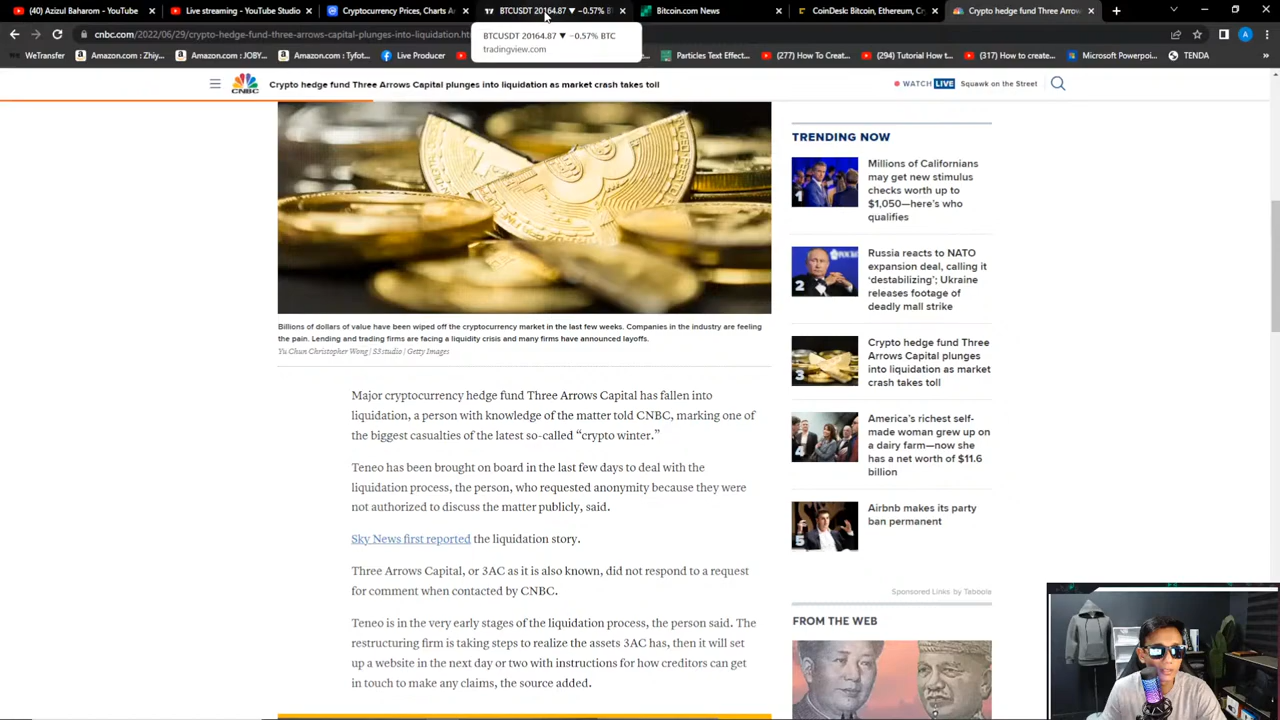 (40) Azizul Baharom - YouTube
Live streaming - YouTube Studio
Cryptocurrency Prices, Charts A
BTCUSDT 20164.87 ▼ −0.57% B
Bitcoin.com News
CoinDesk: Bitcoin, Ethereum, Cr
Crypto hedge fund Three Arrows
cnbc.com/2022/06/29/crypto-hedge-fund-three-arrows-capital-plunges-into-liquidation.ht
BTCUSDT 20164.87 ▼ −0.57% BTC
tradingview.com
WeTransfer
Amazon.com : Zhiy...
Amazon.com : JOBY...
Amazon.com : softb...
(2) Live Producer |...
Particles Text Effect...
(277) How To Creat...
(984) YouTube Tutor...
(317) How to create...
Microsoft Powerpoi...
TENDA
CNBC
Crypto hedge fund Three Arrows Capital plunges into liquidation as market crash takes toll
WATCH LIVE Squawk on the Street
Billions of dollars of value have been wiped off the cryptocurrency market in the last few weeks. Companies in the industry are feeling
the pain. Lending and trading firms are facing a liquidity crisis and many firms have announced layoffs.
Yu Chun Christopher Wong | S3studio | Getty Images
Major cryptocurrency hedge fund Three Arrows Capital has fallen into
liquidation, a person with knowledge of the matter told CNBC, marking one of
the biggest casualties of the latest so-called “crypto winter.”
Teneo has been brought on board in the last few days to deal with the
liquidation process, the person, who requested anonymity because they were
not authorized to discuss the matter publicly, said.
Sky News first reported the liquidation story.
Three Arrows Capital, or 3AC as it is also known, did not respond to a request
for comment when contacted by CNBC.
Teneo is in the very early stages of the liquidation process, the person said. The
restructuring firm is taking steps to realize the assets 3AC has, then it will set
up a website in the next day or two with instructions for how creditors can get
in touch to make any claims, the source added.
TRENDING NOW
1
Millions of Californians
may get new stimulus
checks worth up to
$1,050—here’s who
qualifies
2
Russia reacts to NATO
expansion deal, calling it
‘destabilizing’; Ukraine
releases footage of
deadly mall strike
3
Crypto hedge fund Three
Arrows Capital plunges
into liquidation as market
crash takes toll
4
America’s richest self-
made woman grew up on
a dairy farm—now she
has a net worth of $11.6
billion
5
Airbnb makes its party
ban permanent
Sponsored Links by Taboola
FROM THE WEB